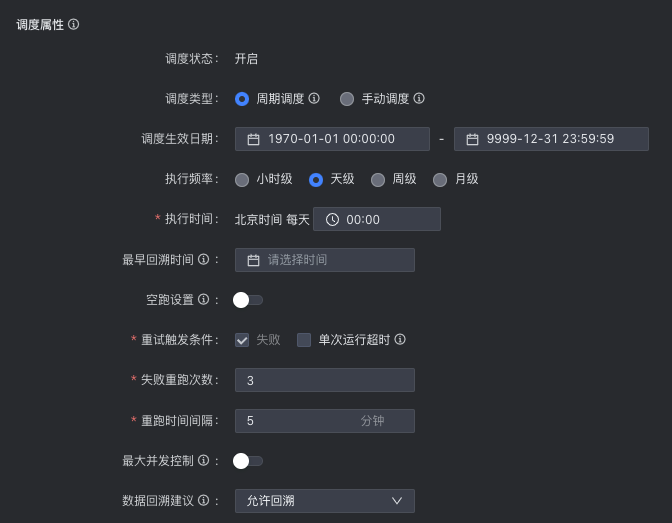 调度属性
调度状态： 开启
调度类型： 周期调度 手动调度
调度生效日期： 1970-01-01 00:00:00 - 9999-12-31 23:59:59
执行频率： 小时级 天级 周级 月级
* 执行时间： 北京时间 每天 00:00
最早回溯时间 ： 请选择时间
空跑设置 ：
* 重试触发条件： 失败 单次运行超时
* 失败重跑次数： 3
* 重跑时间间隔： 5 分钟
最大并发控制 ：
数据回溯建议 ： 允许回溯